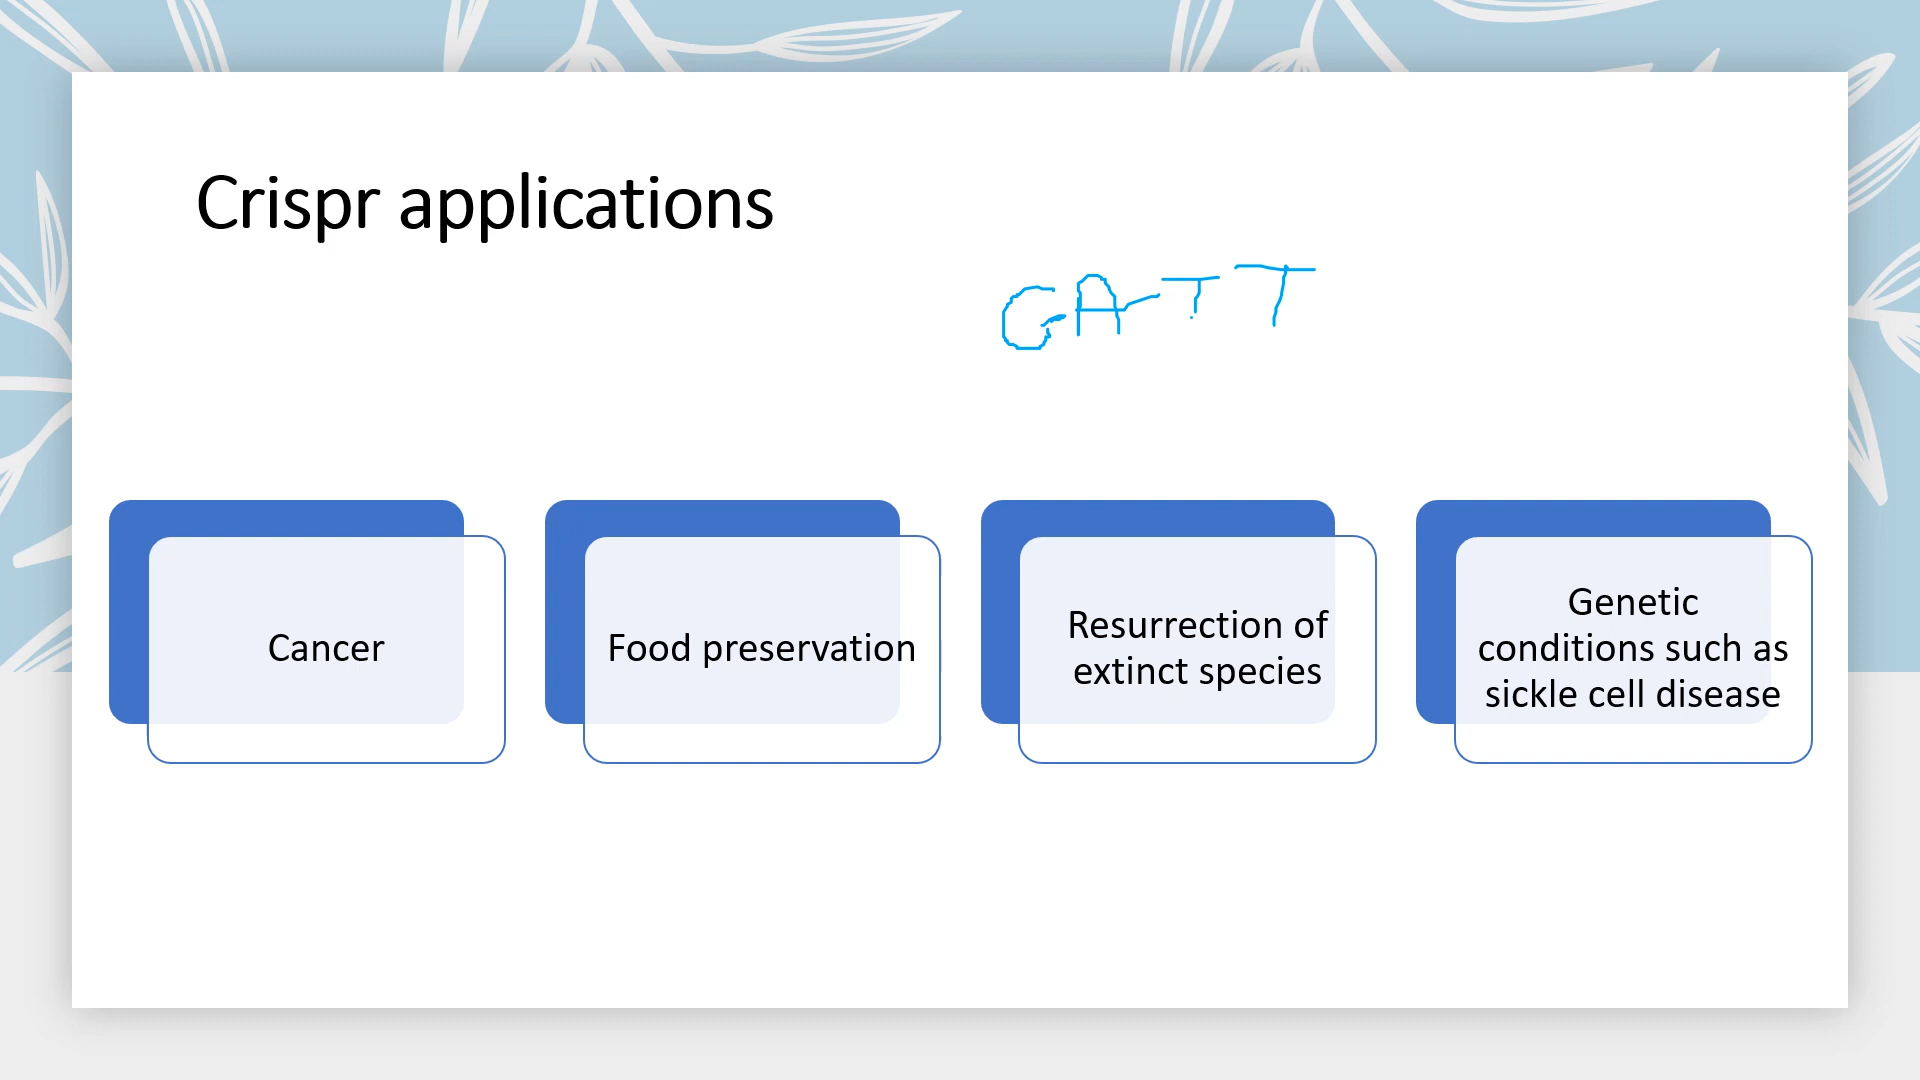 Crispr applications
GATT
Cancer
Food preservation
Resurrection of
extinct species
Genetic
conditions such as
sickle cell disease